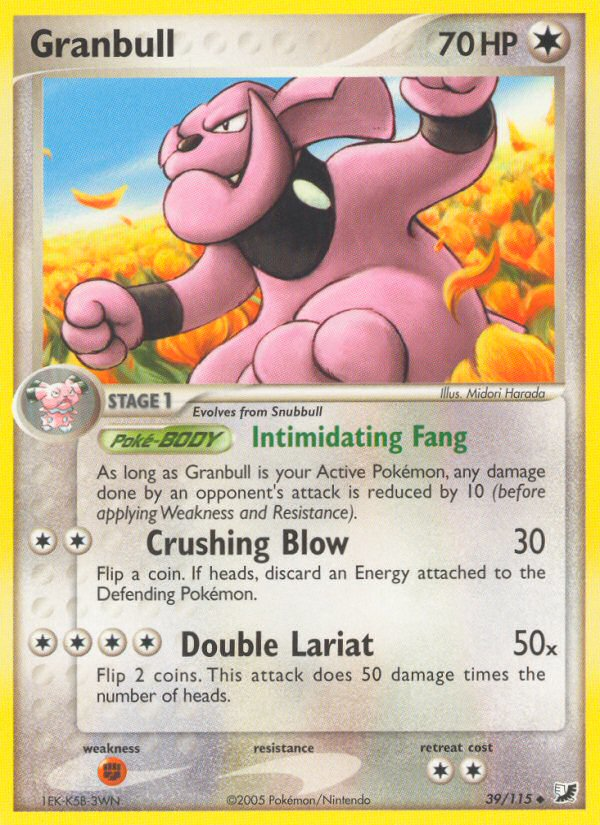 Granbull 70 HP
Illus. Midori Harada
STAGE 1
Evolves from Snubbull
Poké-BODY Intimidating Fang
As long as Granbull is your Active Pokémon, any damage
done by an opponent's attack is reduced by 10 (before
applying Weakness and Resistance).
Crushing Blow 30
Flip a coin. If heads, discard an Energy attached to the
Defending Pokémon.
Double Lariat 50x
Flip 2 coins. This attack does 50 damage times the
number of heads.
weakness resistance retreat cost
1EK-K5B-3WN ©2005 Pokémon/Nintendo 39/115